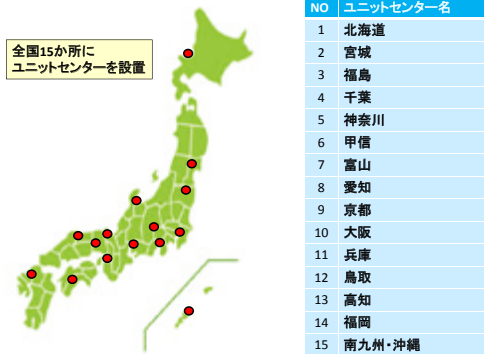 全国15か所に
ユニットセンターを設置
NO ユニットセンター名
1 北海道
2 宮城
3 福島
4 千葉
5 神奈川
6 甲信
7 富山
8 愛知
9 京都
10 大阪
11 兵庫
12 鳥取
13 高知
14 福岡
15 南九州・沖縄